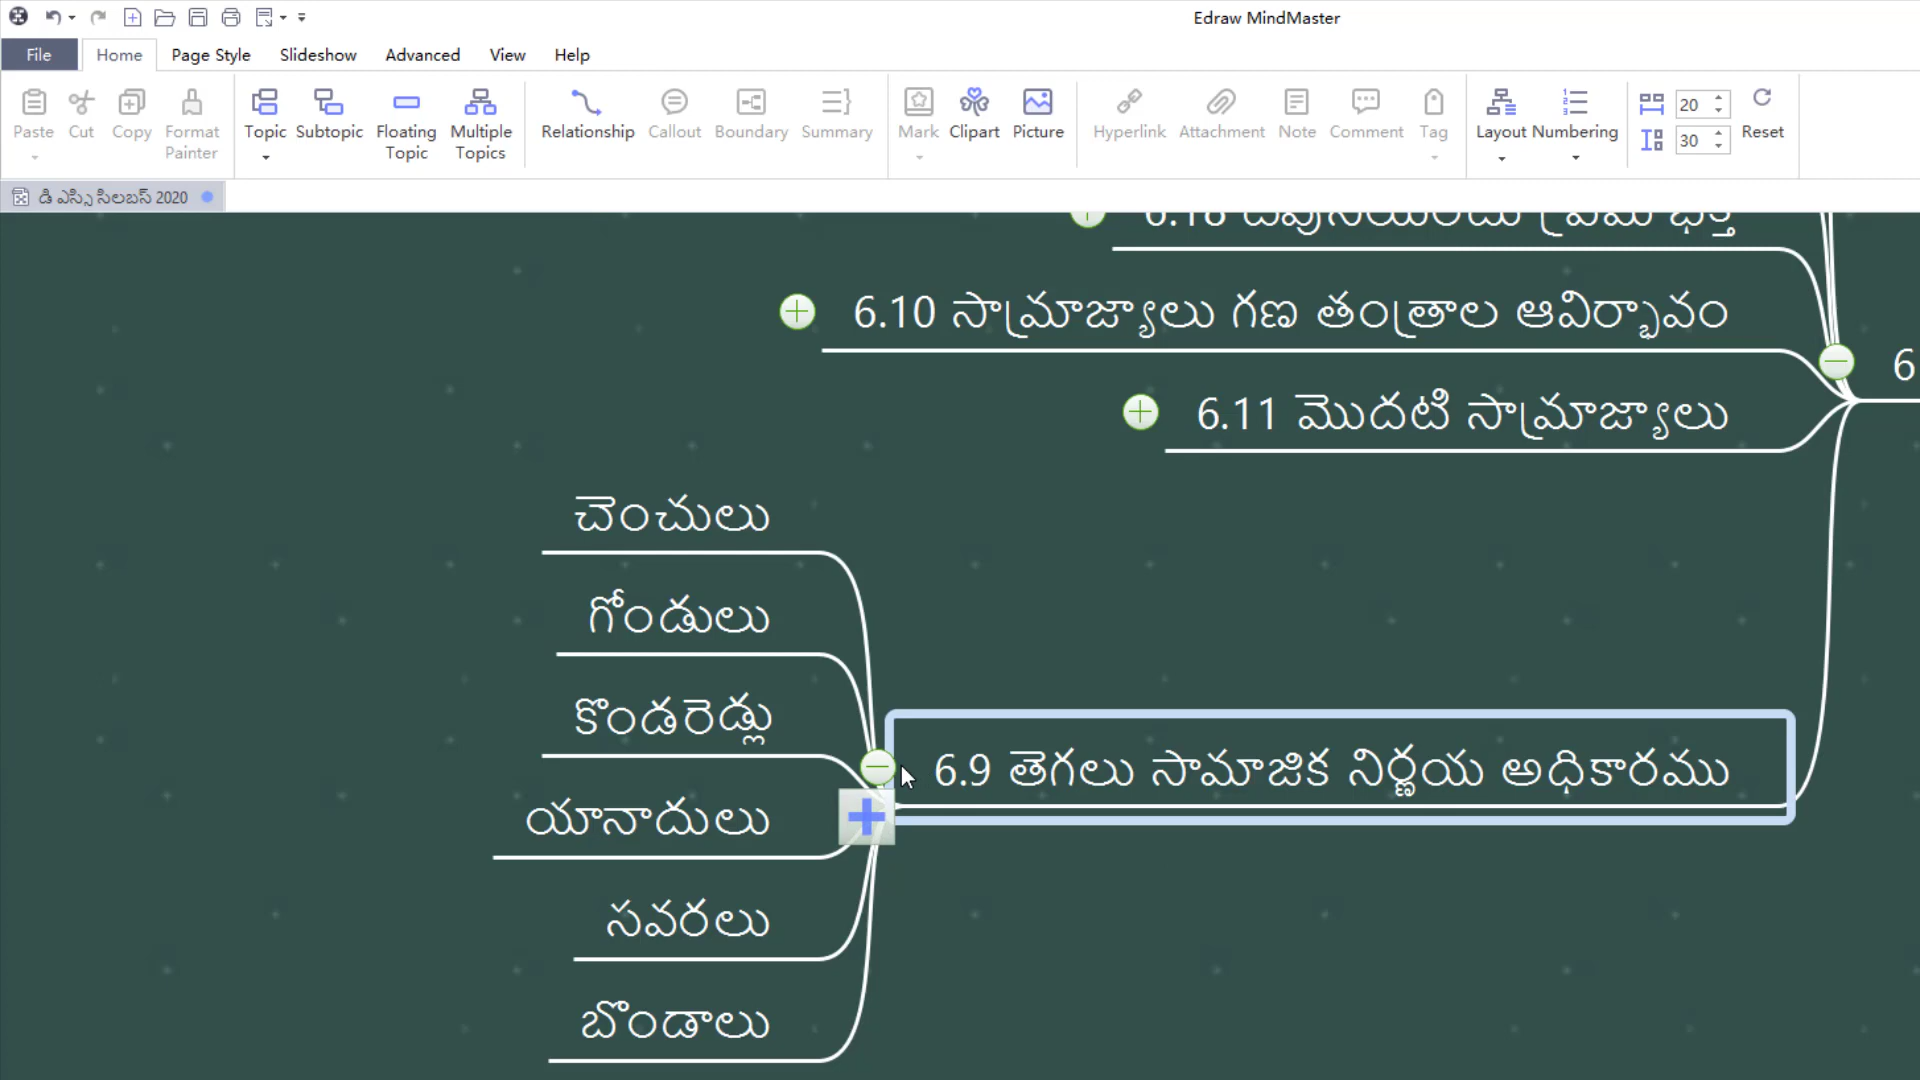 Edraw MindMaster
File Home Page Style Slideshow Advanced View Help
Paste Cut Copy Format Painter Topic Subtopic Floating Topic Multiple Topics Relationship Callout Boundary Summary Mark Clipart Picture Hyperlink Attachment Note Comment Tag Layout Numbering 20 30 Reset
డి ఎస్సి సిలబస్ 2020
6.10 సామ్రాజ్యాలు గణ తంత్రాల ఆవిర్భావం
6
6.11 మొదటి సామ్రాజ్యాలు
చెంచులు
గోండులు
కొండరెడ్లు
6.9 తెగలు సామాజిక నిర్ణయ అధికారము
యానాదులు
సవరలు
బొండాలు